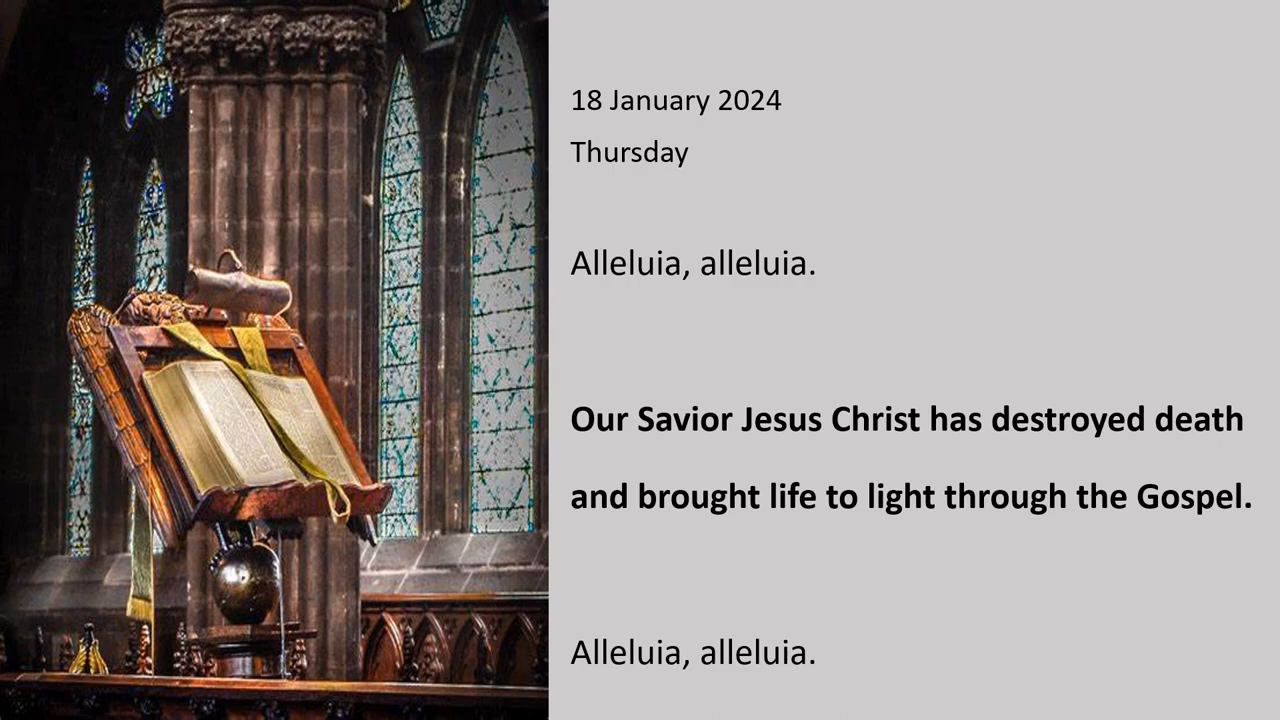 18 January 2024
Thursday
Alleluia, alleluia.
Our Savior Jesus Christ has destroyed death
and brought life to light through the Gospel.
Alleluia, alleluia.